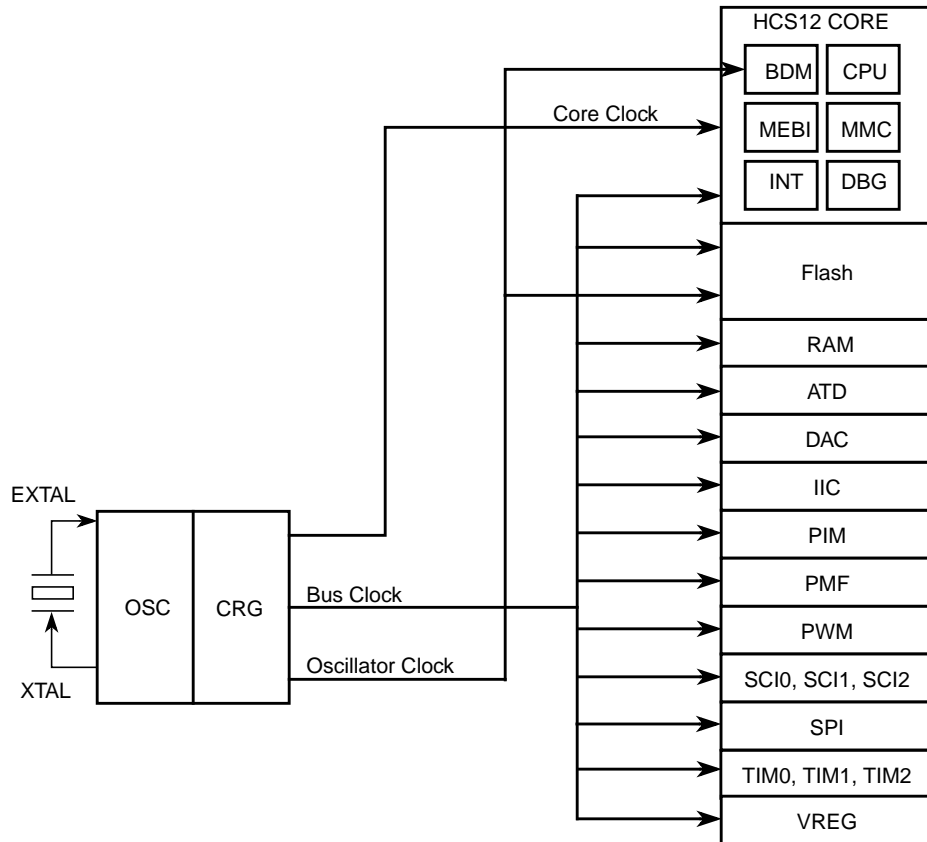 HCS12 CORE
BDM CPU
Core Clock
MEBI MMC
INT DBG
Flash
RAM
ATD
DAC
IIC
EXTAL
PIM
PMF
OSC CRG
Bus Clock
PWM
Oscillator Clock
XTAL
SCI0, SCI1, SCI2
SPI
TIM0, TIM1, TIM2
VREG